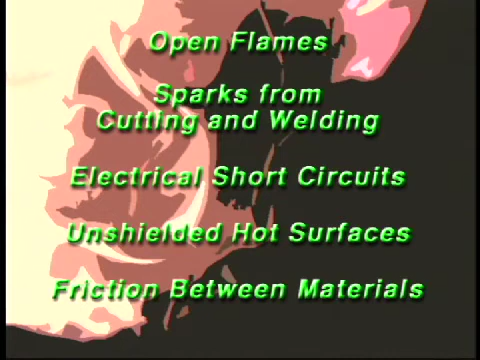 Open Flames
Sparks from
Cutting and Welding
Electrical Short Circuits
Unshielded Hot Surfaces
Friction Between Materials